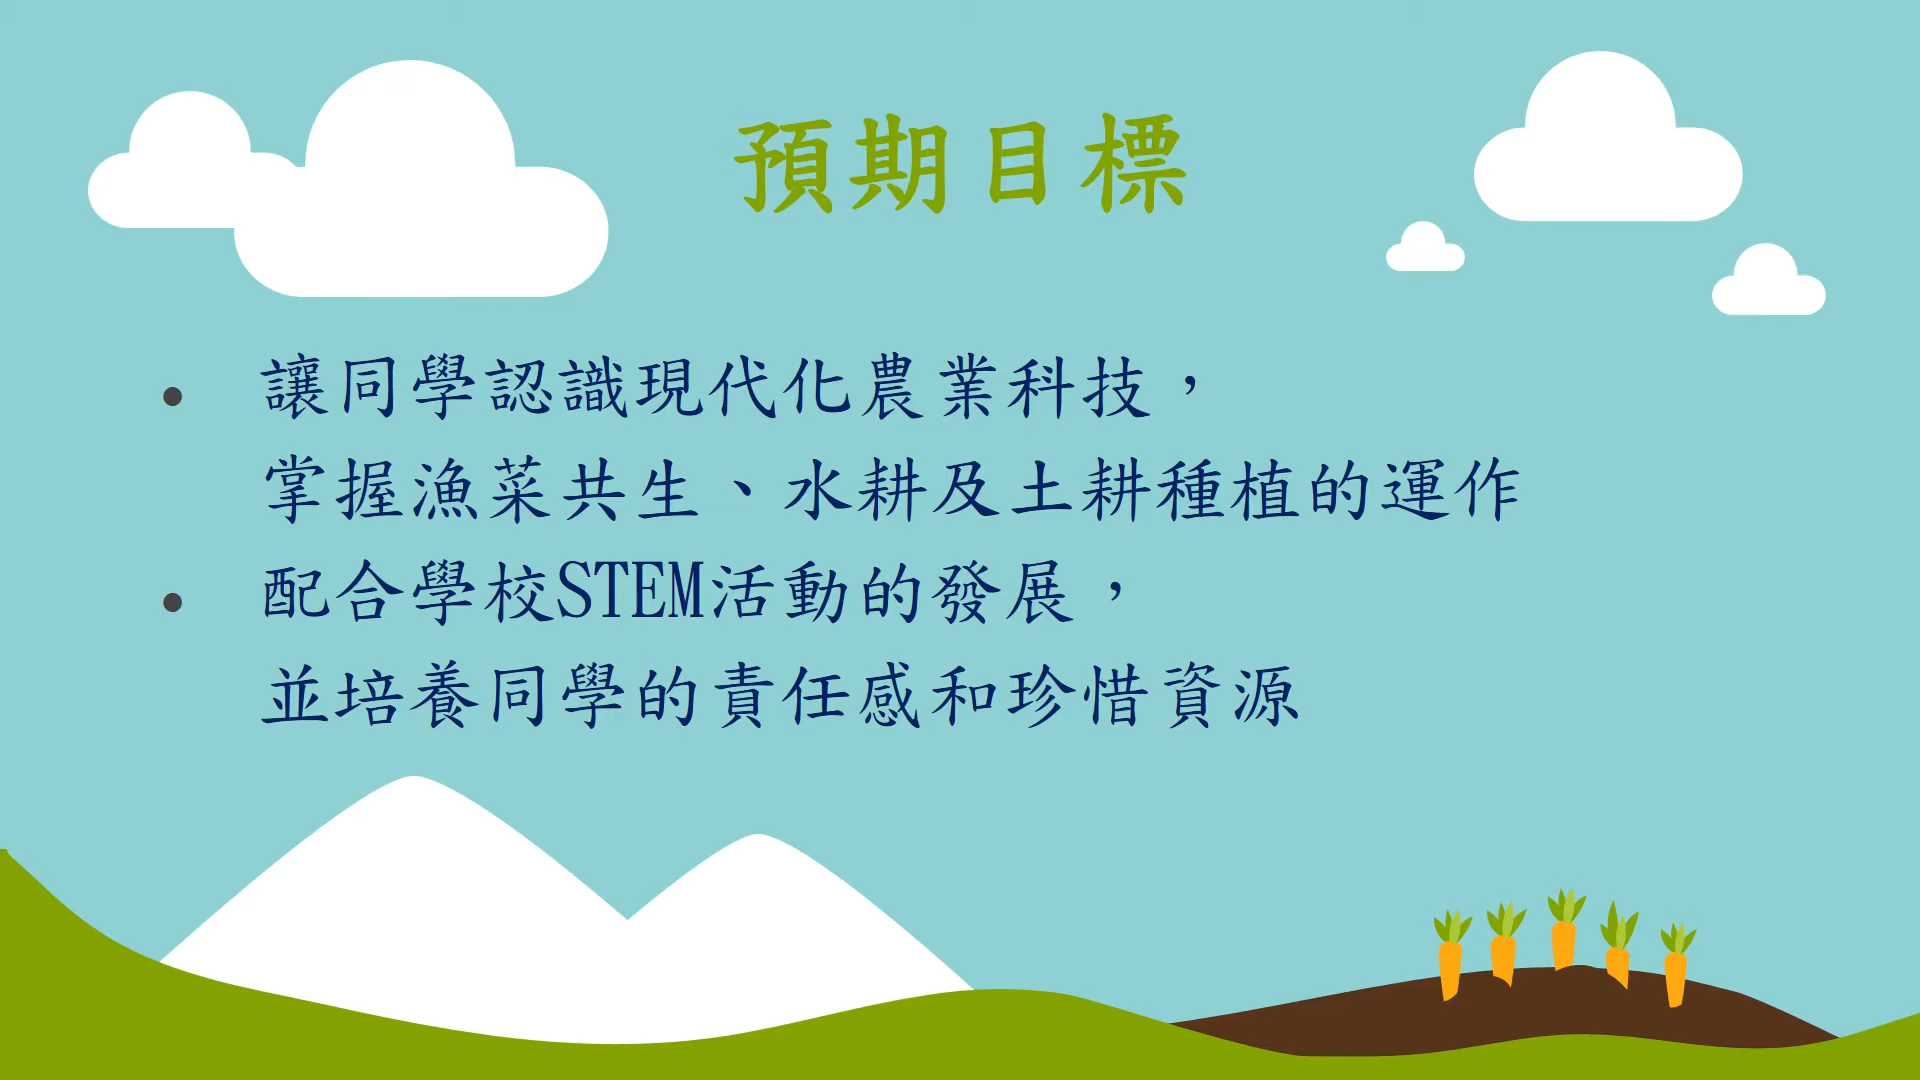 預期目標
• 讓同學認識現代化農業科技，
掌握漁菜共生、水耕及土耕種植的運作
• 配合學校STEM活動的發展，
並培養同學的責任感和珍惜資源